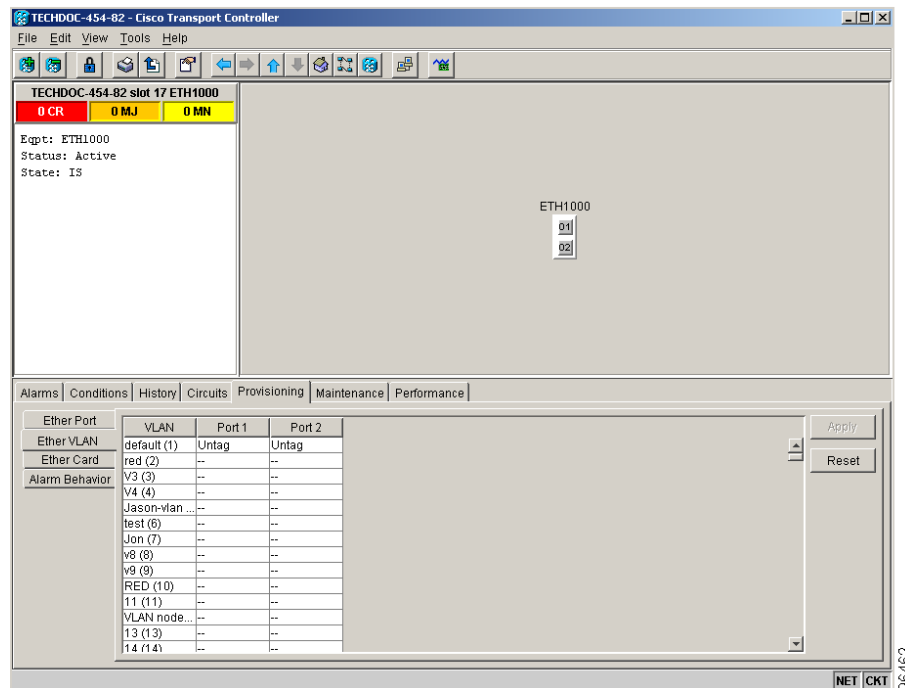 TECHDOC-454-82 - Cisco Transport Controller
File Edit View Tools Help
TECHDOC-454-82 slot 17 ETH1000
0 CR 0 MJ 0 MN
Eqpt: ETH1000
Status: Active
State: IS
ETH1000
01
02
Alarms Conditions History Circuits Provisioning Maintenance Performance
Ether Port
Ether VLAN
Ether Card
Alarm Behavior
VLAN Port 1 Port 2
default (1) Untag Untag
red (2) -- --
V3 (3) -- --
V4 (4) -- --
Jason-vlan ... -- --
test (6) -- --
Jon (7) -- --
v8 (8) -- --
v9 (9) -- --
RED (10) -- --
11 (11) -- --
VLAN node... -- --
13 (13) -- --
14 (14) -- --
Apply
Reset
NET CKT